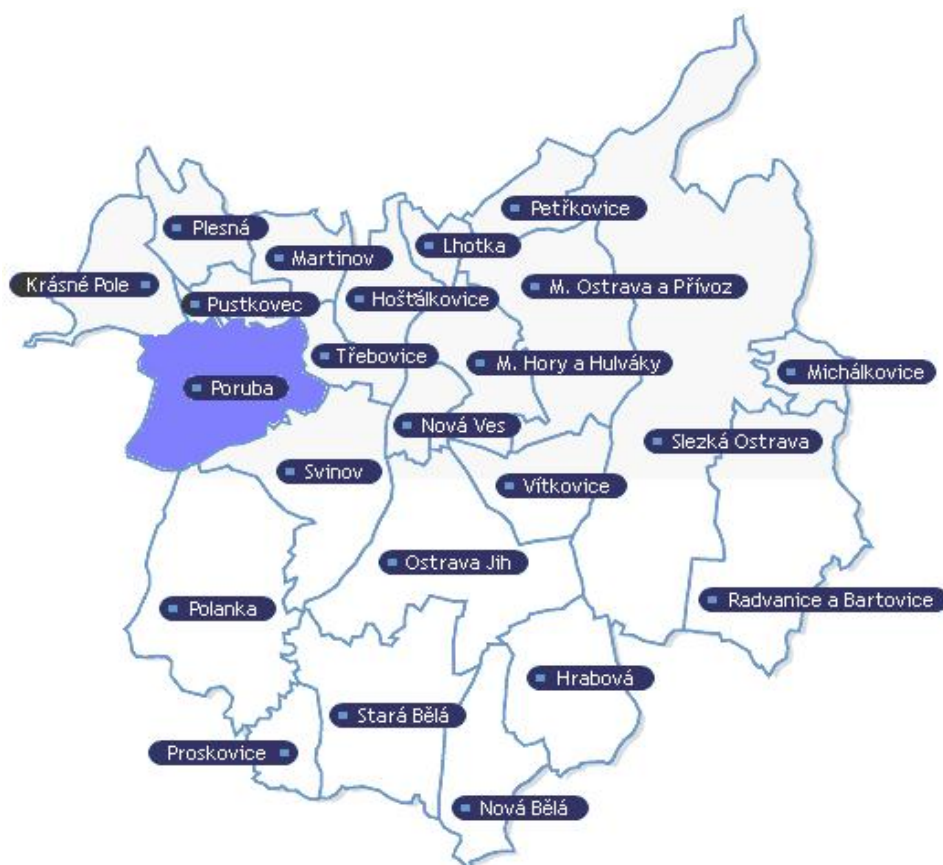 Petřkovice
Plesná
Lhotka
Martinov
Krásné Pole
M. Ostrava a Přívoz
Pustkovec
Hošťálkovice
Třebovice
M. Hory a Hulváky
Michálkovice
Poruba
Nová Ves
Slezká Ostrava
Svinov
Vítkovice
Ostrava Jih
Radvanice a Bartovice
Polanka
Hrabová
Stará Bělá
Proskovice
Nová Bělá